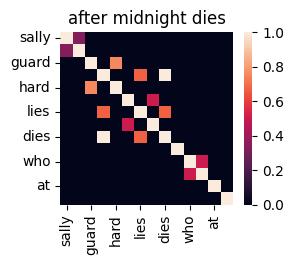 after midnight dies
sally
guard
hard
lies
dies
who
at
sally
guard
hard
lies
dies
who
at
1.0
0.8
0.6
0.4
0.2
0.0